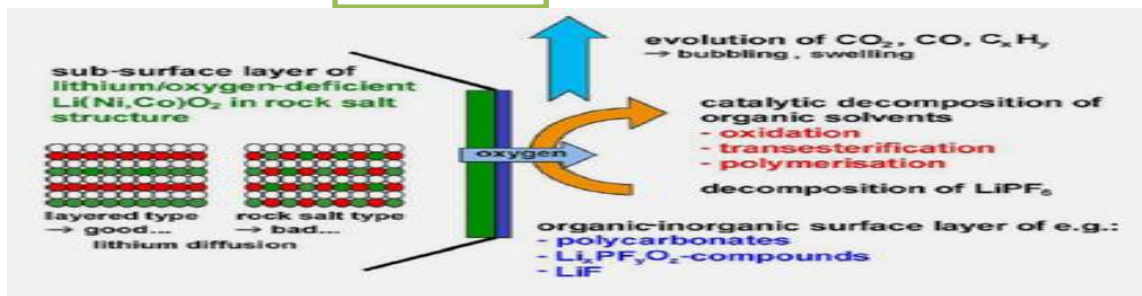 sub-surface layer of
lithium/oxygen-deficient
Li(Ni,Co)O₂ in rock salt
structure
layered type
→ good...
rock salt type
→ bad...
lithium diffusion
oxygen
evolution of CO₂, CO, CₓHᵧ
→ bubbling, swelling
catalytic decomposition of
organic solvents
- oxidation
- transesterification
- polymerisation
decomposition of LiPF₆
organic-inorganic surface layer of e.g.:
- polycarbonates
- LiₓPFᵧO_z-compounds
- LiF